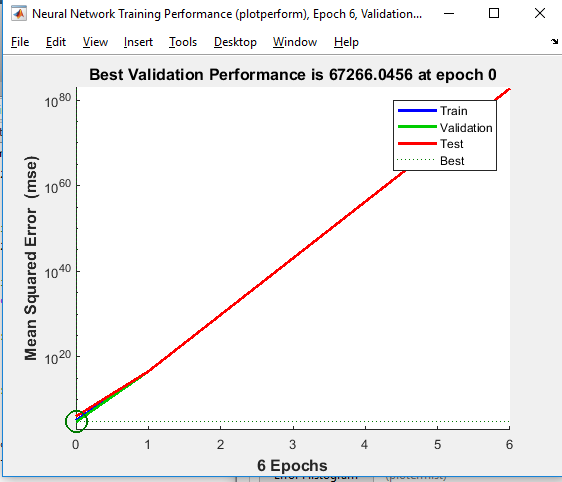 Neural Network Training Performance (plotperform), Epoch 6, Validation...
File Edit View Insert Tools Desktop Window Help
Best Validation Performance is 67266.0456 at epoch 0
10^80
Train
Validation
Test
Best
10^60
10^40
10^20
Mean Squared Error (mse)
0 1 2 3 4 5 6
6 Epochs
Error Histogram (ploterrhist)